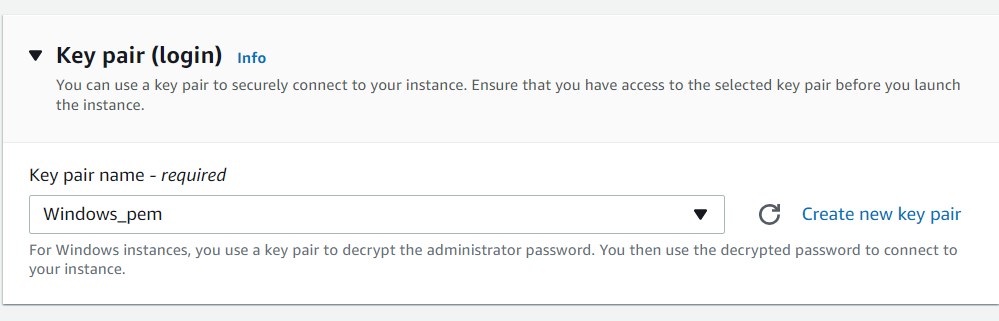 Key pair (login) Info
You can use a key pair to securely connect to your instance. Ensure that you have access to the selected key pair before you launch
the instance.
Key pair name - required
Windows_pem
Create new key pair
For Windows instances, you use a key pair to decrypt the administrator password. You then use the decrypted password to connect to
your instance.